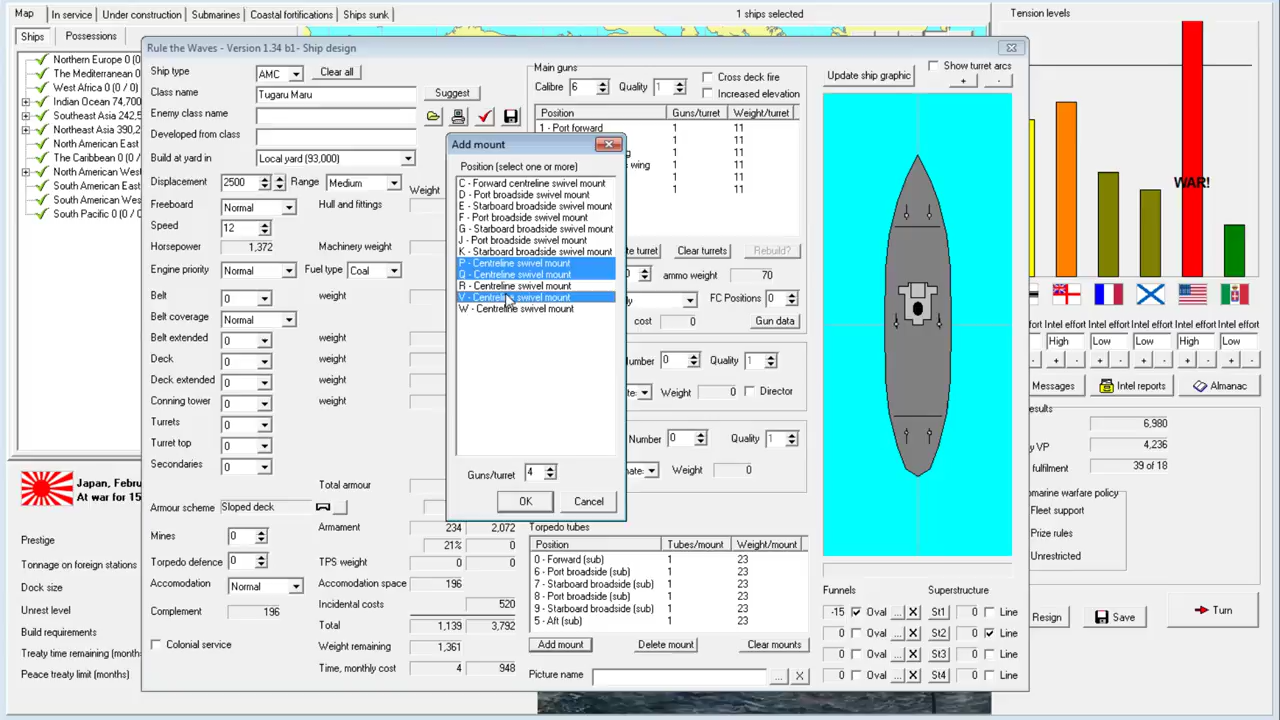 Map
In service
Under construction
Submarines
Coastal fortifications
Ships sunk
1 ships selected
Tension levels
Ships
Possessions
Northern Europe 0 (0
The Mediterranean 0
West Africa 0 (0 / 0)
Indian Ocean 74,700
Southeast Asia 242,5
Northeast Asia 390,2
The Caribbean 0 (0 /
North American West
South American East
South American West
South Pacific 0 (0 / 0
Rule the Waves - Version 1.34 b1- Ship design
Ship type
AMC
Clear all
Class name
Tugaru Maru
Suggest
Enemy class name
Developed from class
Build at yard in
Local yard (93,000)
Displacement
2500
Range
Medium
Weight
Freeboard
Normal
Hull and fittings
Speed
12
Horsepower
1,372
Machinery weight
Engine priority
Normal
Fuel type
Coal
Belt
0
weight
Belt coverage
Normal
Belt extended
0
weight
Deck
0
weight
Deck extended
0
weight
Conning tower
0
weight
Turrets
0
Turret top
0
Secondaries
0
Total armour
Armour scheme
Sloped deck
Armament
234
2,072
Mines
0
21%
0
Torpedo defence
0
TPS weight
0
0
Accomodation
Normal
Accomodation space
196
Complement
196
Incidental costs
520
Total
1,139
3,792
Colonial service
Weight remaining
1,361
Time, monthly cost
4
948
Main guns
Calibre
6
Quality
1
Cross deck fire
Increased elevation
Position
Guns/turret
Weight/turret
1 - Port forward
1
11
1
11
1
11
s wing
1
11
1
11
1
11
te turret
Clear turrets
Rebuild?
ammo weight
70
FC Positions
0
cost
0
Gun data
Number
0
Quality
1
Weight
0
Director
Number
0
Quality
1
Weight
0
Add mount
Position (select one or more)
C - Forward centreline swivel mount
D - Port broadside swivel mount
E - Starboard broadside swivel mount
F - Port broadside swivel mount
G - Starboard broadside swivel mount
J - Port broadside swivel mount
K - Starboard broadside swivel mount
P - Centreline swivel mount
Q - Centreline swivel mount
R - Centreline swivel mount
V - Centreline swivel mount
W - Centreline swivel mount
Guns/turret
4
OK
Cancel
Torpedo tubes
Position
Tubes/mount
Weight/mount
0 - Forward (sub)
1
23
6 - Port broadside (sub)
1
23
7 - Starboard broadside (sub)
1
23
8 - Port broadside (sub)
1
23
9 - Starboard broadside (sub)
1
23
5 - Aft (sub)
1
23
Add mount
Delete mount
Clear mounts
Picture name
...
X
Update ship graphic
Show turret arcs
+
-
Funnels
Superstructure
-15
Oval
...
X
St1
0
Line
0
Oval
...
X
St2
0
Line
0
Oval
...
X
St3
0
Line
0
Oval
...
X
St4
0
Line
WAR!
Intel effort
Intel effort
Intel effort
Intel effort
Intel effort
Intel effort
High
Low
Low
High
Low
Messages
Intel reports
Almanac
esults
6,980
y VP
4,236
fulfilment
39 of 18
bmarine warfare policy
Fleet support
Prize rules
Unrestricted
Resign
Save
Turn
Japan, Febru
At war for 15
Prestige
Tonnage on foreign stations
Dock size
Unrest level
Build requirements
Treaty time remaining (month
Peace treaty limit (months)